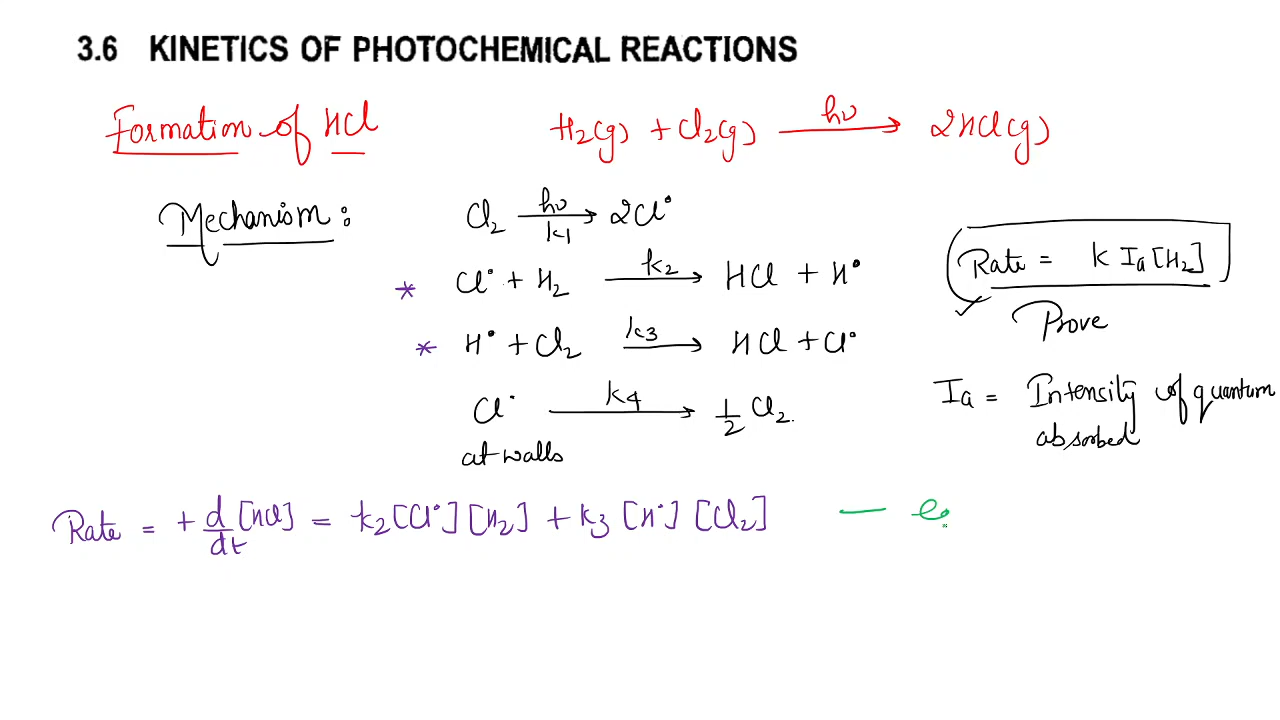 3.6 KINETICS OF PHOTOCHEMICAL REACTIONS
Formation of HCl
H₂(g) + Cl₂(g) —hν→ 2HCl(g)
Mechanism :
Cl₂ —hν/k₁→ 2Cl•
* Cl• + H₂ —k₂→ HCl + H•
* H• + Cl₂ —k₃→ HCl + Cl•
Cl• —k₄→ ½ Cl₂.
at walls
Rate = k Ia [H₂]
Prove
Ia = Intensity of quantum
absorbed
Rate = + d/dt [HCl] = k₂ [Cl•] [H₂] + k₃ [H•] [Cl₂] — e